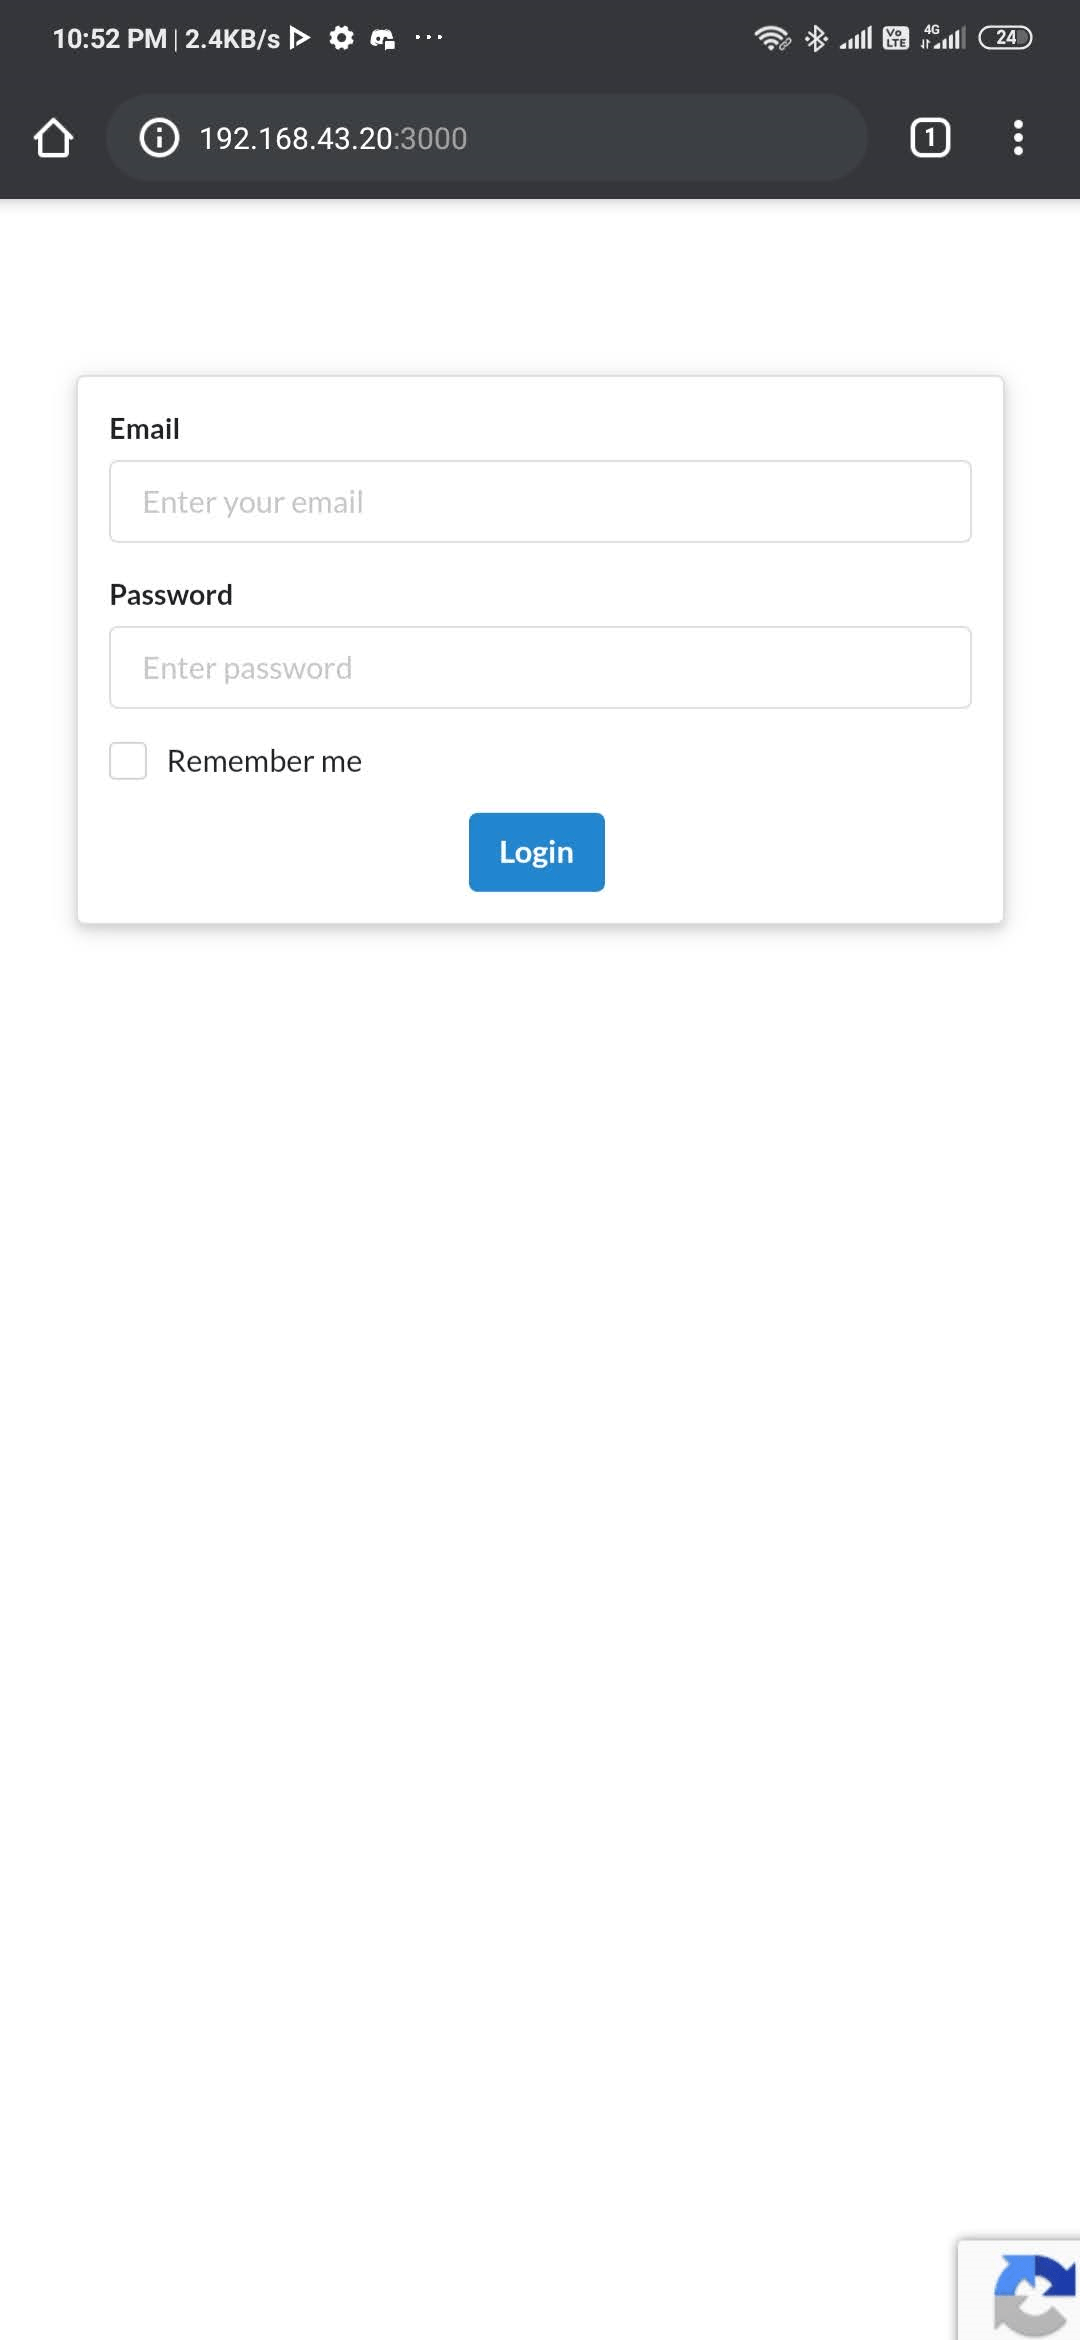 10:52 PM | 2.4KB/s ... Vo LTE 4G 24
192.168.43.20:3000 1
Email
Enter your email
Password
Enter password
Remember me
Login